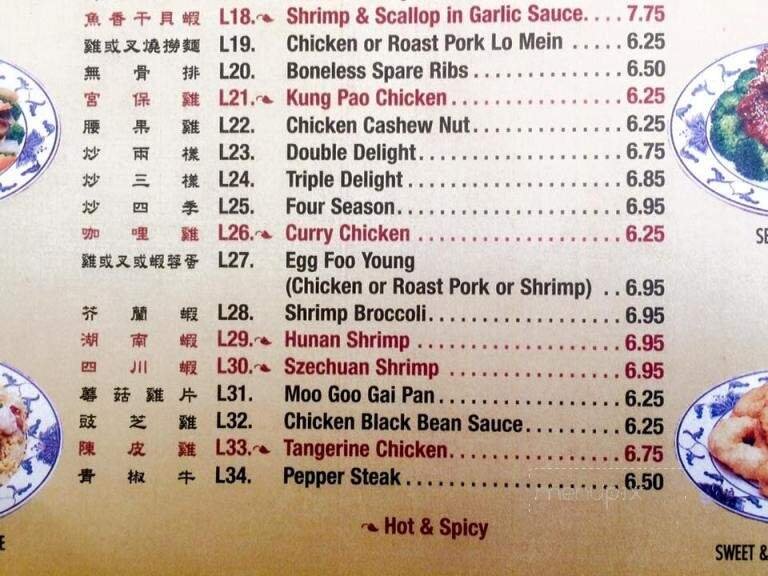 魚香干貝蝦 L18. Shrimp & Scallop in Garlic Sauce.... 7.75
雞或叉燒撈麵 L19. Chicken or Roast Pork Lo Mein ...... 6.25
無骨排 L20. Boneless Spare Ribs .................... 6.50
宮保雞 L21. Kung Pao Chicken ....................... 6.25
腰果雞 L22. Chicken Cashew Nut.................... 6.25
炒兩樣 L23. Double Delight............................ 6.75
炒三樣 L24. Triple Delight ............................. 6.85
炒四季 L25. Four Season............................... 6.95
咖哩雞 L26. Curry Chicken ............................ 6.25
雞或叉或蝦蓉蛋 L27. Egg Foo Young
(Chicken or Roast Pork or Shrimp) .. 6.95
芥蘭蝦 L28. Shrimp Broccoli.......................... 6.95
湖南蝦 L29. Hunan Shrimp ............................ 6.95
四川蝦 L30. Szechuan Shrimp ........................ 6.95
蘑菇雞片 L31. Moo Goo Gai Pan ........................ 6.25
豉芝雞 L32. Chicken Black Bean Sauce............. 6.25
陳皮雞 L33. Tangerine Chicken....................... 6.75
青椒牛 L34. Pepper Steak ............................. 6.50
Hot & Spicy
menupix
SE
E
SWEET &